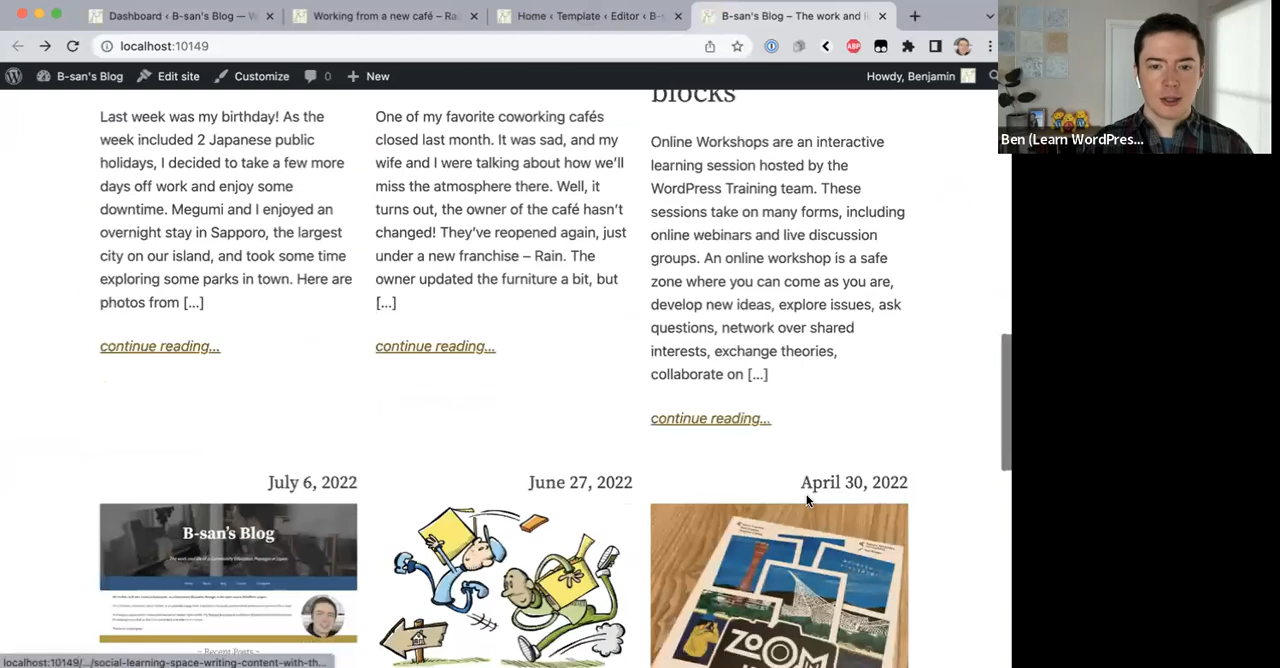 Dashboard ‹ B-san's Blog — W
Working from a new café – Ra
Home ‹ Template ‹ Editor ‹ B-
B-san's Blog – The work and li
localhost:10149
ABP
B-san's Blog
Edit site
Customize
0
New
Howdy, Benjamin
Ben (Learn WordPres...
blocks
Last week was my birthday! As the
week included 2 Japanese public
holidays, I decided to take a few more
days off work and enjoy some
downtime. Megumi and I enjoyed an
overnight stay in Sapporo, the largest
city on our island, and took some time
exploring some parks in town. Here are
photos from [...]
continue reading...
One of my favorite coworking cafés
closed last month. It was sad, and my
wife and I were talking about how we'll
miss the atmosphere there. Well, it
turns out, the owner of the café hasn't
changed! They've reopened again, just
under a new franchise – Rain. The
owner updated the furniture a bit, but
[...]
continue reading...
Online Workshops are an interactive
learning session hosted by the
WordPress Training team. These
sessions take on many forms, including
online webinars and live discussion
groups. An online workshop is a safe
zone where you can come as you are,
develop new ideas, explore issues, ask
questions, network over shared
interests, exchange theories,
collaborate on [...]
continue reading...
July 6, 2022
June 27, 2022
April 30, 2022
B-san's Blog
~ Recent Posts ~
ZOOM
localhost:10149/.../social-learning-space-writing-content-with-th...